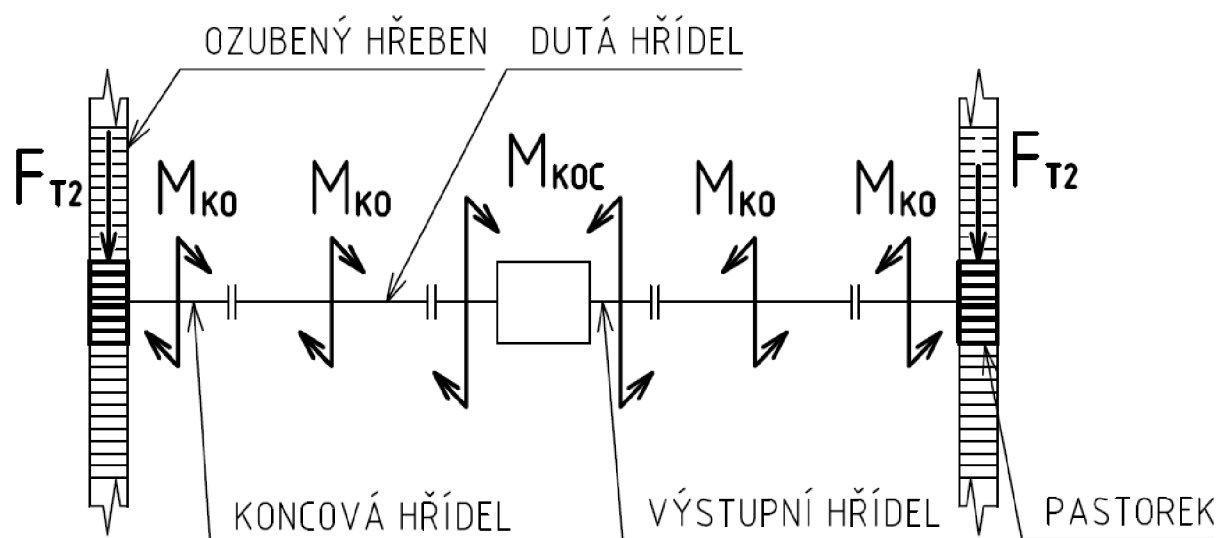 OZUBENÝ HŘEBEN
DUTÁ HŘÍDEL
F_T2
M_KO
M_KO
M_KOC
M_KO
M_KO
F_T2
KONCOVÁ HŘÍDEL
VÝSTUPNÍ HŘÍDEL
PASTOREK